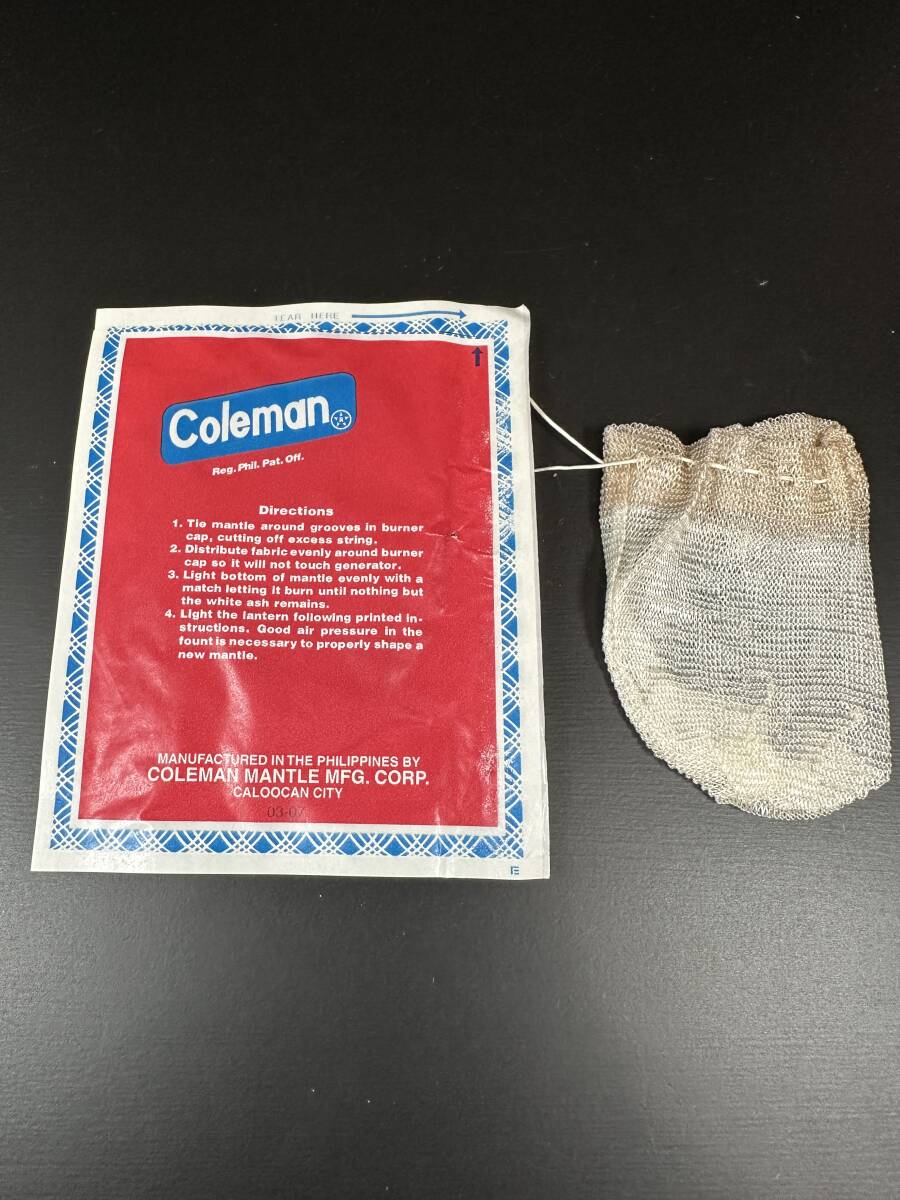 TEAR HERE
Coleman
Reg. Phil. Pat. Off.
Directions
1. Tie mantle around grooves in burner
cap, cutting off excess string.
2. Distribute fabric evenly around burner
cap so it will not touch generator.
3. Light bottom of mantle evenly with a
match letting it burn until nothing but
the white ash remains.
4. Light the lantern following printed in-
structions. Good air pressure in the
fount is necessary to properly shape a
new mantle.
MANUFACTURED IN THE PHILIPPINES BY
COLEMAN MANTLE MFG. CORP.
CALOOCAN CITY
03-07
E